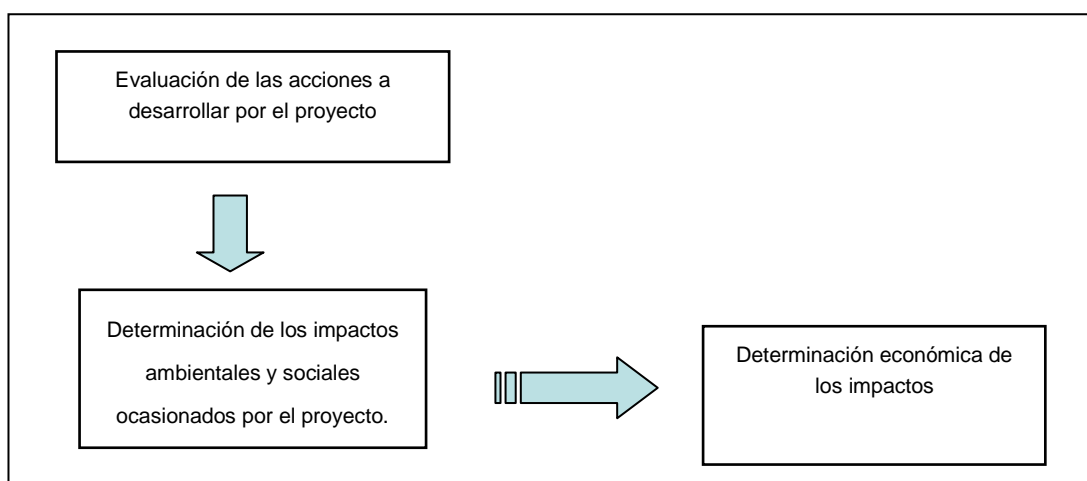 Evaluación de las acciones a
desarrollar por el proyecto
Determinación de los impactos
ambientales y sociales
ocasionados por el proyecto.
Determinación económica de
los impactos